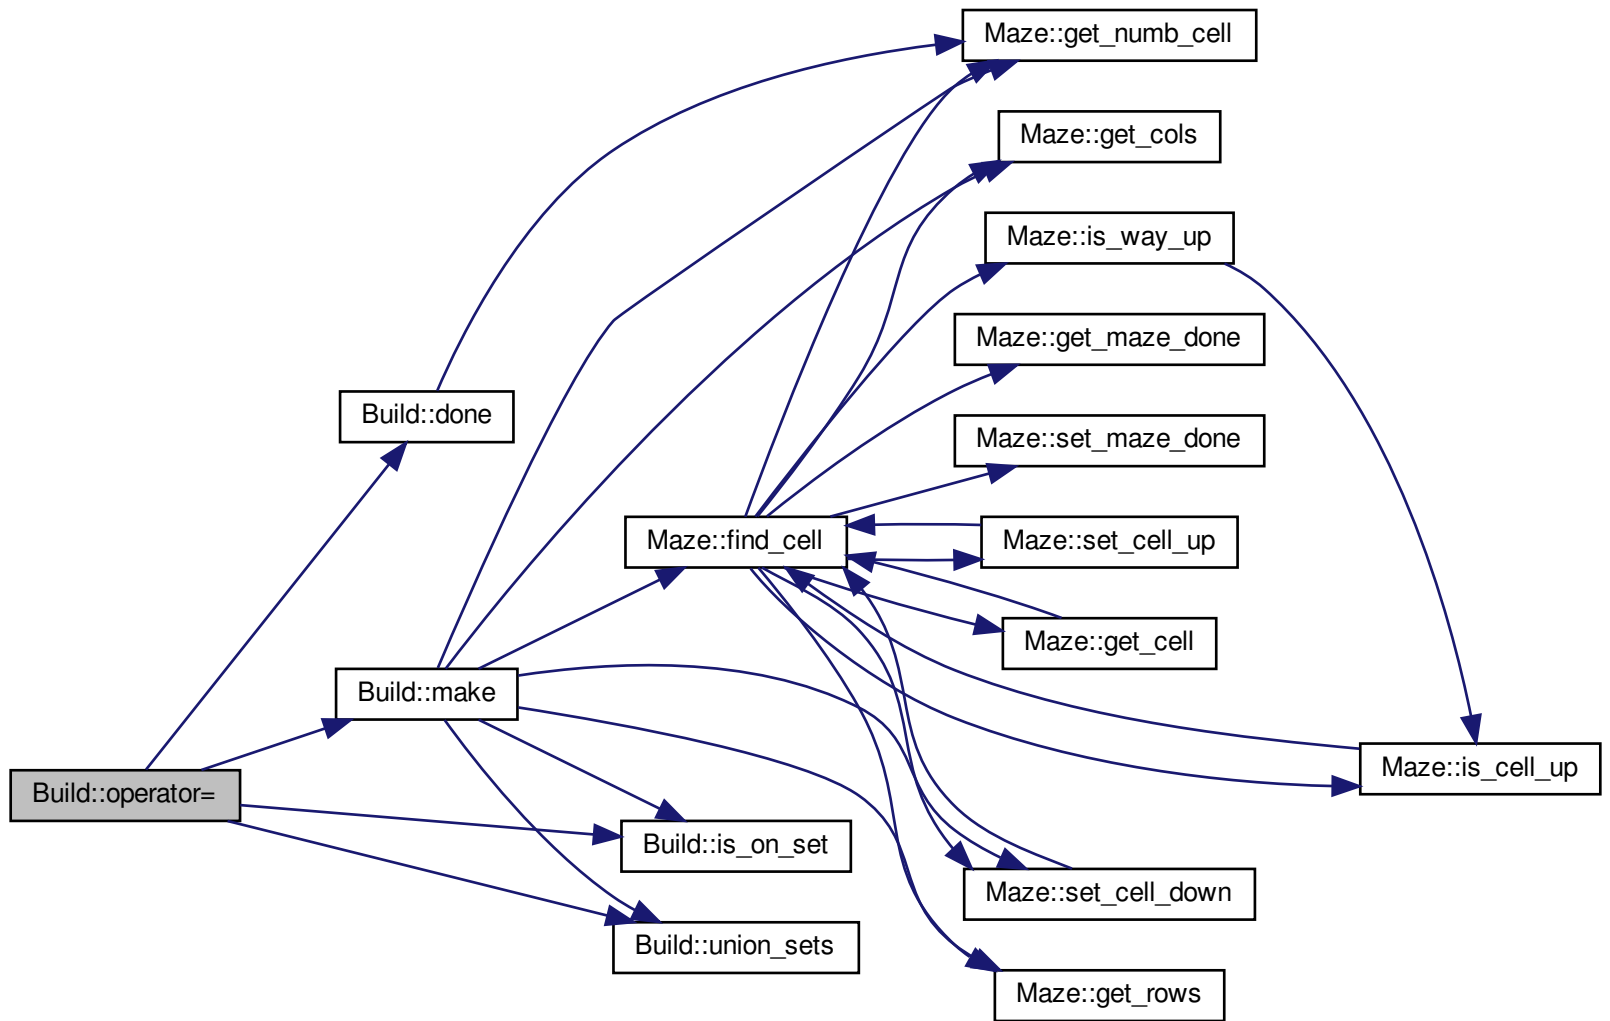 Maze::get_numb_cell
Maze::get_cols
Maze::is_way_up
Maze::get_maze_done
Build::done
Maze::set_maze_done
Maze::find_cell
Maze::set_cell_up
Maze::get_cell
Build::make
Maze::is_cell_up
Build::operator=
Build::is_on_set
Maze::set_cell_down
Build::union_sets
Maze::get_rows